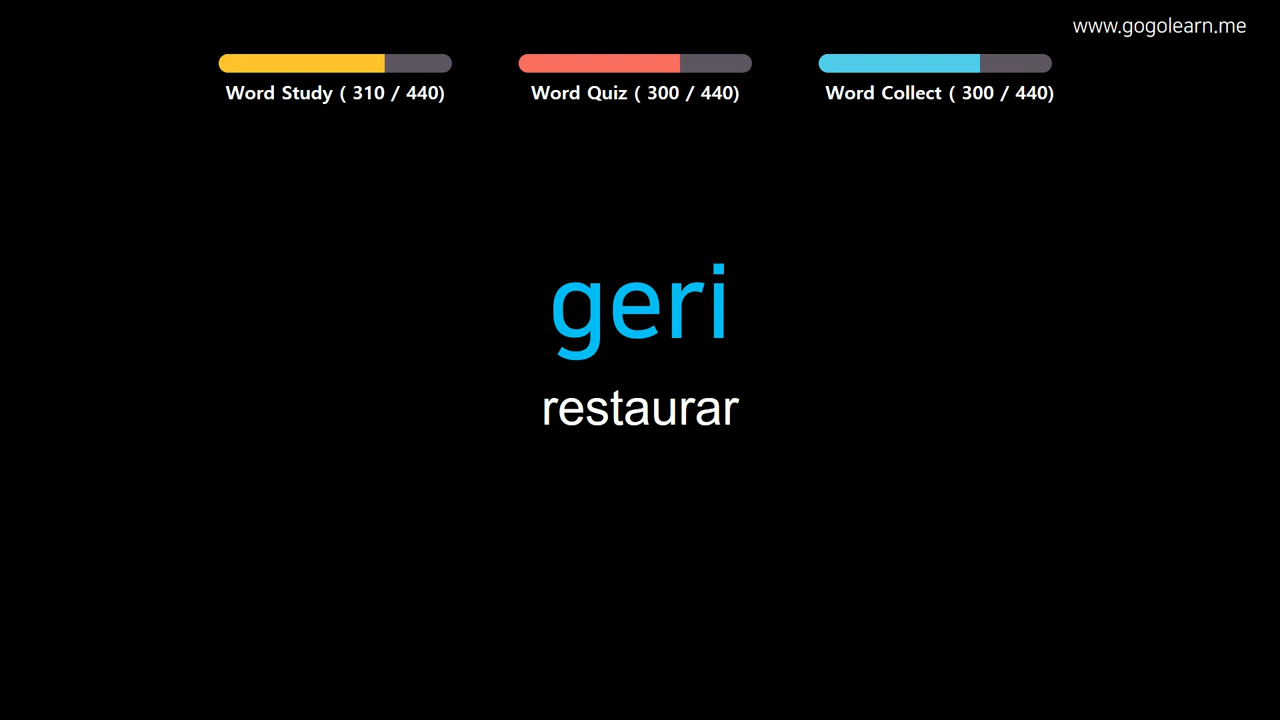 www.gogolearn.me
Word Study ( 310 / 440)
Word Quiz ( 300 / 440)
Word Collect ( 300 / 440)
geri
restaurar